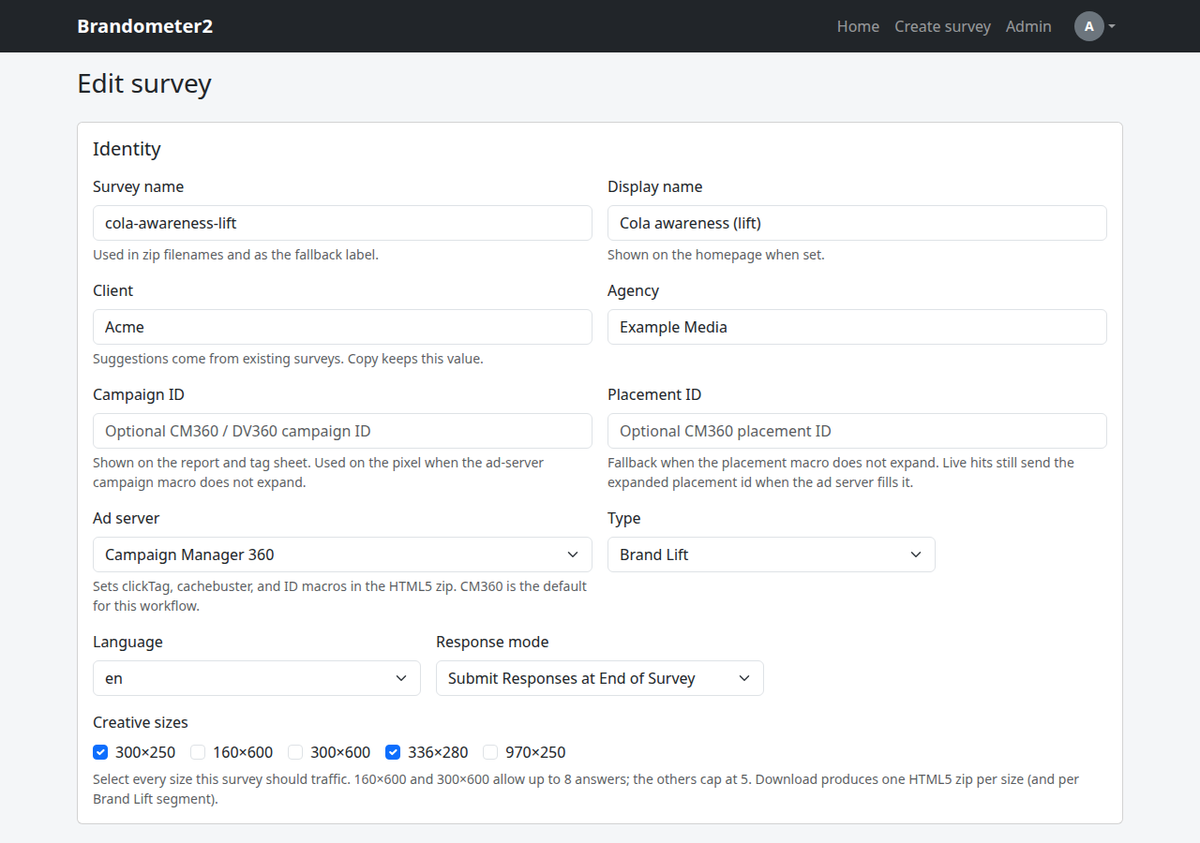 Brandometer2
Home Create survey Admin A
Edit survey
Identity
Survey name Display name
cola-awareness-lift Cola awareness (lift)
Used in zip filenames and as the fallback label. Shown on the homepage when set.
Client Agency
Acme Example Media
Suggestions come from existing surveys. Copy keeps this value.
Campaign ID Placement ID
Optional CM360 / DV360 campaign ID Optional CM360 placement ID
Shown on the report and tag sheet. Used on the pixel when the ad-server
campaign macro does not expand.
Fallback when the placement macro does not expand. Live hits still send the
expanded placement id when the ad server fills it.
Ad server Type
Campaign Manager 360 Brand Lift
Sets clickTag, cachebuster, and ID macros in the HTML5 zip. CM360 is the default
for this workflow.
Language Response mode
en Submit Responses at End of Survey
Creative sizes
300×250 160×600 300×600 336×280 970×250
Select every size this survey should traffic. 160×600 and 300×600 allow up to 8 answers; the others cap at 5. Download produces one HTML5 zip per size (and per
Brand Lift segment).